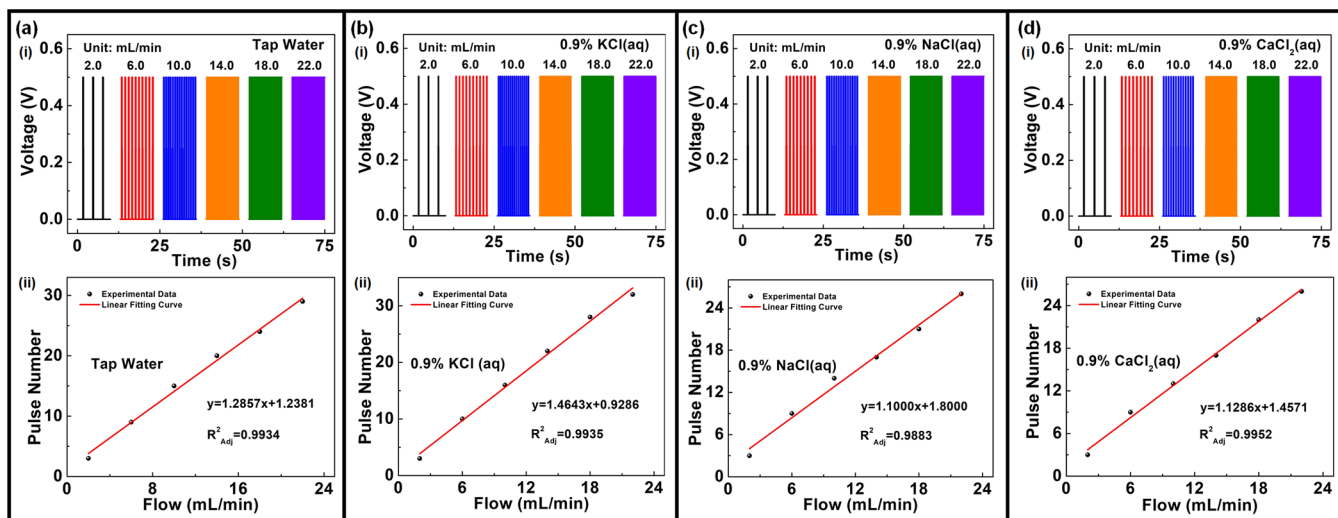 (a)
(i)
Unit: mL/min
Tap Water
2.0 6.0 10.0 14.0 18.0 22.0
0.6
0.4
0.2
0.0
Voltage (V)
0 25 50 75
Time (s)
(ii)
Experimental Data
Linear Fitting Curve
Tap Water
y=1.2857x+1.2381
R²Adj=0.9934
30
20
10
0
Pulse Number
0 6 12 18 24
Flow (mL/min)
(b)
(i)
Unit: mL/min
0.9% KCl(aq)
2.0 6.0 10.0 14.0 18.0 22.0
0.6
0.4
0.2
0.0
Voltage (V)
0 25 50 75
Time (s)
(ii)
Experimental Data
Linear Fitting Curve
0.9% KCl (aq)
y=1.4643x+0.9286
R²Adj=0.9935
30
20
10
0
Pulse Number
0 6 12 18 24
Flow (mL/min)
(c)
(i)
Unit: mL/min
0.9% NaCl(aq)
2.0 6.0 10.0 14.0 18.0 22.0
0.6
0.4
0.2
0.0
Voltage (V)
0 25 50 75
Time (s)
(ii)
Experimental Data
Linear Fitting Curve
0.9% NaCl(aq)
y=1.1000x+1.8000
R²Adj=0.9883
24
18
12
6
0
Pulse Number
0 6 12 18 24
Flow (mL/min)
(d)
(i)
Unit: mL/min
0.9% CaCl₂(aq)
2.0 6.0 10.0 14.0 18.0 22.0
0.6
0.4
0.2
0.0
Voltage (V)
0 25 50 75
Time (s)
(ii)
Experimental Data
Linear Fitting Curve
0.9% CaCl₂(aq)
y=1.1286x+1.4571
R²Adj=0.9952
24
18
12
6
0
Pulse Number
0 6 12 18 24
Flow (mL/min)